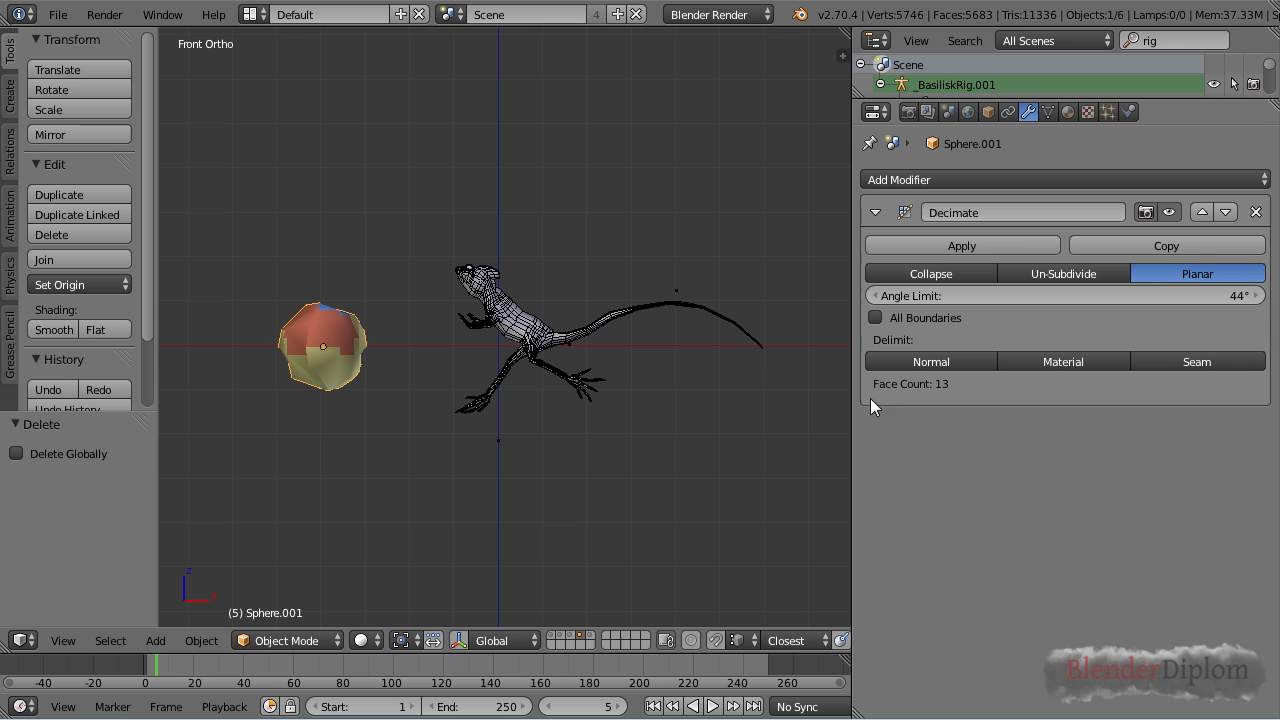 File Render Window Help Default Scene 4 Blender Render v2.70.4 | Verts:5746 | Faces:5683 | Tris:11336 | Objects:1/6 | Lamps:0/0 | Mem:37.33M
Tools
Create
Relations
Animation
Physics
Grease Pencil
Transform
Translate
Rotate
Scale
Mirror
Edit
Duplicate
Duplicate Linked
Delete
Join
Set Origin
Shading:
Smooth Flat
History
Undo Redo
Undo History
Delete
Delete Globally
Front Ortho
z
x
(5) Sphere.001
View Search All Scenes rig
Scene
_BasiliskRig.001
Sphere.001
Add Modifier
Decimate
Apply Copy
Collapse Un-Subdivide Planar
Angle Limit: 44°
All Boundaries
Delimit:
Normal Material Seam
Face Count: 13
View Select Add Object Object Mode Global Closest
-40 -20 0 20 40 60 80 100 120 140 160 180 200 220 240 260
View Marker Frame Playback Start: 1 End: 250 5 No Sync
BlenderDiplom